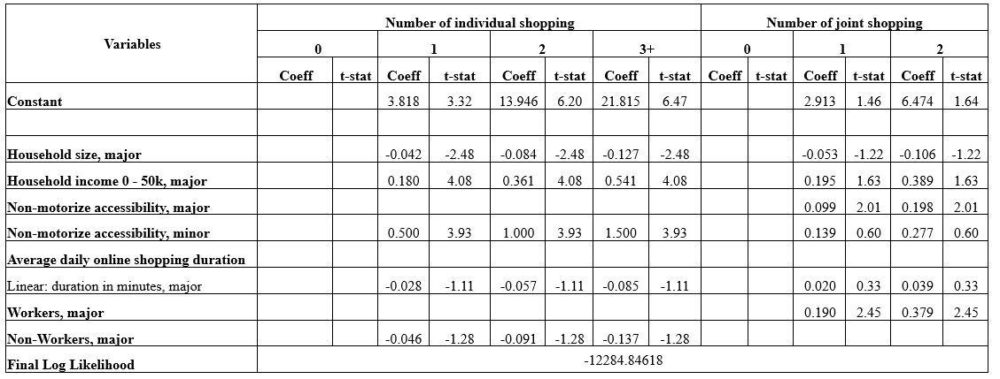 Variables Number of individual shopping Number of joint shopping
0 1 2 3+ 0 1 2
Coeff t-stat Coeff t-stat Coeff t-stat Coeff t-stat Coeff t-stat Coeff t-stat Coeff t-stat
Constant 3.818 3.32 13.946 6.20 21.815 6.47 2.913 1.46 6.474 1.64
Household size, major -0.042 -2.48 -0.084 -2.48 -0.127 -2.48 -0.053 -1.22 -0.106 -1.22
Household income 0 - 50k, major 0.180 4.08 0.361 4.08 0.541 4.08 0.195 1.63 0.389 1.63
Non-motorize accessibility, major 0.099 2.01 0.198 2.01
Non-motorize accessibility, minor 0.500 3.93 1.000 3.93 1.500 3.93 0.139 0.60 0.277 0.60
Average daily online shopping duration
Linear: duration in minutes, major -0.028 -1.11 -0.057 -1.11 -0.085 -1.11 0.020 0.33 0.039 0.33
Workers, major 0.190 2.45 0.379 2.45
Non-Workers, major -0.046 -1.28 -0.091 -1.28 -0.137 -1.28
Final Log Likelihood -12284.84618